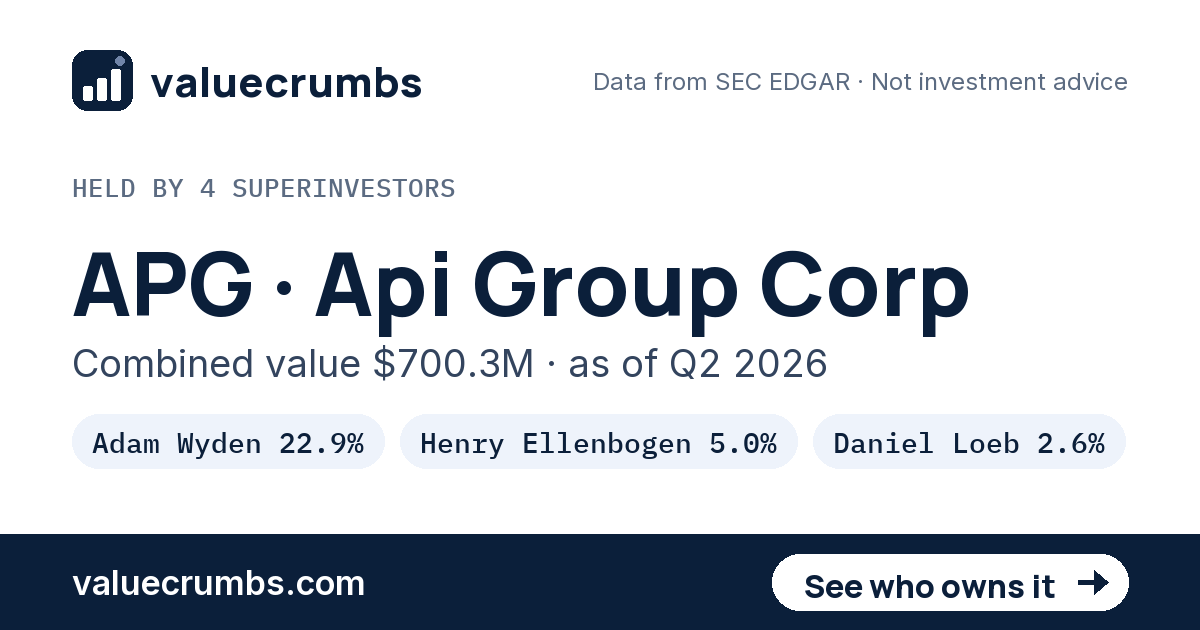 valuecrumbs
Data from SEC EDGAR · Not investment advice
HELD BY 4 SUPERINVESTORS
APG · Api Group Corp
Combined value $700.3M · as of Q2 2026
Adam Wyden 22.9%
Henry Ellenbogen 5.0%
Daniel Loeb 2.6%
valuecrumbs.com
See who owns it →